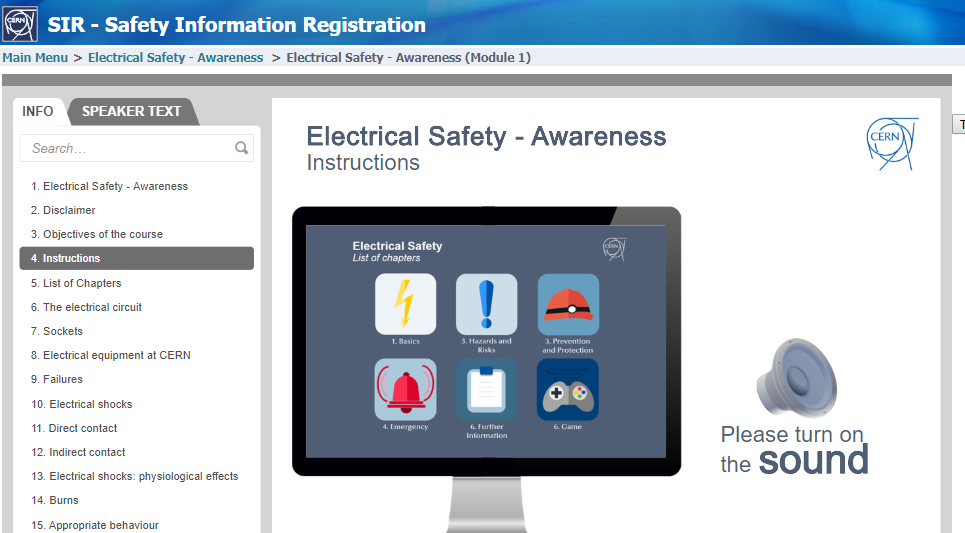 CERN
SIR - Safety Information Registration
Main Menu > Electrical Safety - Awareness > Electrical Safety - Awareness (Module 1)
INFO
SPEAKER TEXT
Search...
1. Electrical Safety - Awareness
2. Disclaimer
3. Objectives of the course
4. Instructions
5. List of Chapters
6. The electrical circuit
7. Sockets
8. Electrical equipment at CERN
9. Failures
10. Electrical shocks
11. Direct contact
12. Indirect contact
13. Electrical shocks: physiological effects
14. Burns
15. Appropriate behaviour
Electrical Safety - Awareness
Instructions
CERN
Electrical Safety
List of chapters
CERN
1. Basics
3. Hazards and
Risks
3. Prevention
and Protection
4. Emergency
6. Further
Information
6. Game
Please turn on
the sound